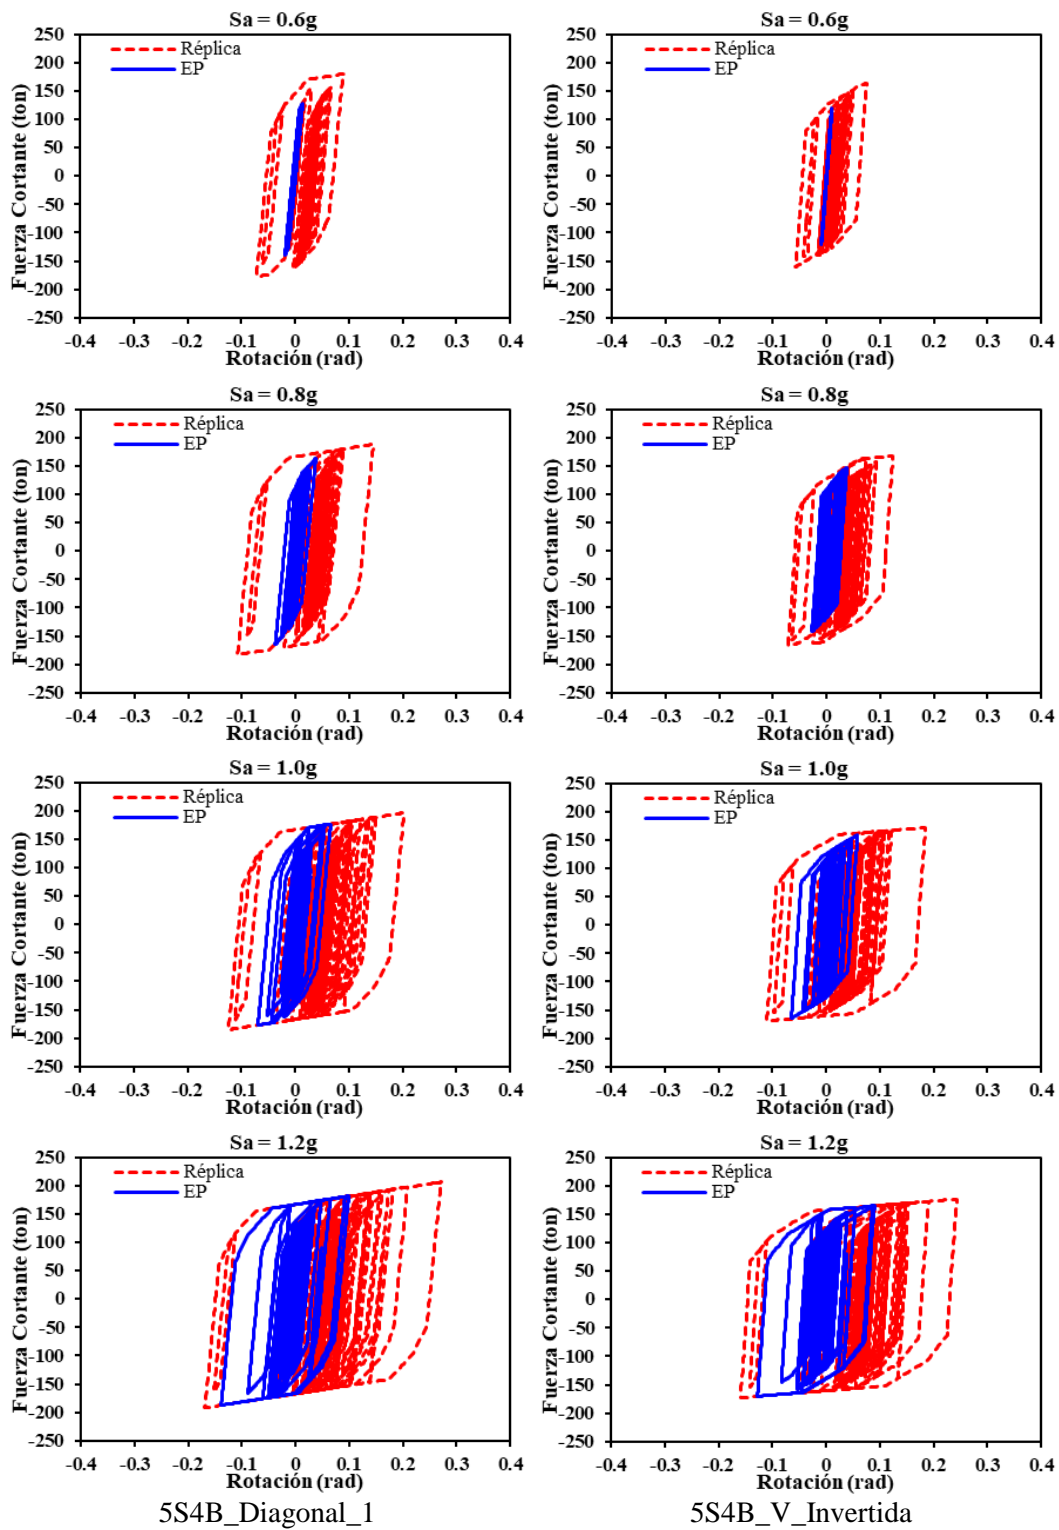 Sa = 0.6g
Réplica
EP
Fuerza Cortante (ton)
250
200
150
100
50
0
-50
-100
-150
-200
-250
-0.4 -0.3 -0.2 -0.1 0 0.1 0.2 0.3 0.4
Rotación (rad)
Sa = 0.6g
Réplica
EP
Fuerza Cortante (ton)
250
200
150
100
50
0
-50
-100
-150
-200
-250
-0.4 -0.3 -0.2 -0.1 0 0.1 0.2 0.3 0.4
Rotación (rad)
Sa = 0.8g
Réplica
EP
Fuerza Cortante (ton)
250
200
150
100
50
0
-50
-100
-150
-200
-250
-0.4 -0.3 -0.2 -0.1 0 0.1 0.2 0.3 0.4
Rotación (rad)
Sa = 0.8g
Réplica
EP
Fuerza Cortante (ton)
250
200
150
100
50
0
-50
-100
-150
-200
-250
-0.4 -0.3 -0.2 -0.1 0 0.1 0.2 0.3 0.4
Rotación (rad)
Sa = 1.0g
Réplica
EP
Fuerza Cortante (ton)
250
200
150
100
50
0
-50
-100
-150
-200
-250
-0.4 -0.3 -0.2 -0.1 0 0.1 0.2 0.3 0.4
Rotación (rad)
Sa = 1.0g
Réplica
EP
Fuerza Cortante (ton)
250
200
150
100
50
0
-50
-100
-150
-200
-250
-0.4 -0.3 -0.2 -0.1 0 0.1 0.2 0.3 0.4
Rotación (rad)
Sa = 1.2g
Réplica
EP
Fuerza Cortante (ton)
250
200
150
100
50
0
-50
-100
-150
-200
-250
-0.4 -0.3 -0.2 -0.1 0 0.1 0.2 0.3 0.4
Rotación (rad)
5S4B_Diagonal_1
Sa = 1.2g
Réplica
EP
Fuerza Cortante (ton)
250
200
150
100
50
0
-50
-100
-150
-200
-250
-0.4 -0.3 -0.2 -0.1 0 0.1 0.2 0.3 0.4
Rotación (rad)
5S4B_V_Invertida